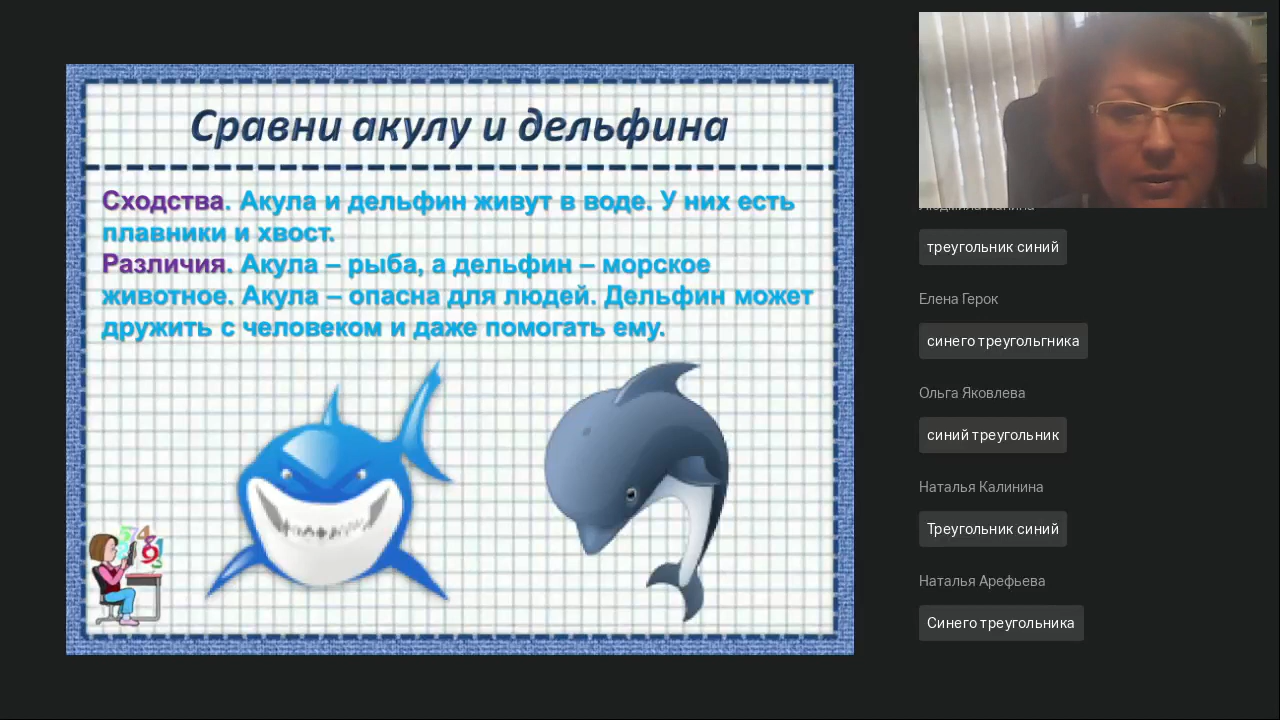 Сравни акулу и дельфина
Сходства. Акула и дельфин живут в воде. У них есть
плавники и хвост.
Различия. Акула – рыба, а дельфин – морское
животное. Акула – опасна для людей. Дельфин может
дружить с человеком и даже помогать ему.
треугольник синий
Елена Герок
синего треуголыгника
Ольга Яковлева
синий треугольник
Наталья Калинина
Треугольник синий
Наталья Арефьева
Синего треугольника